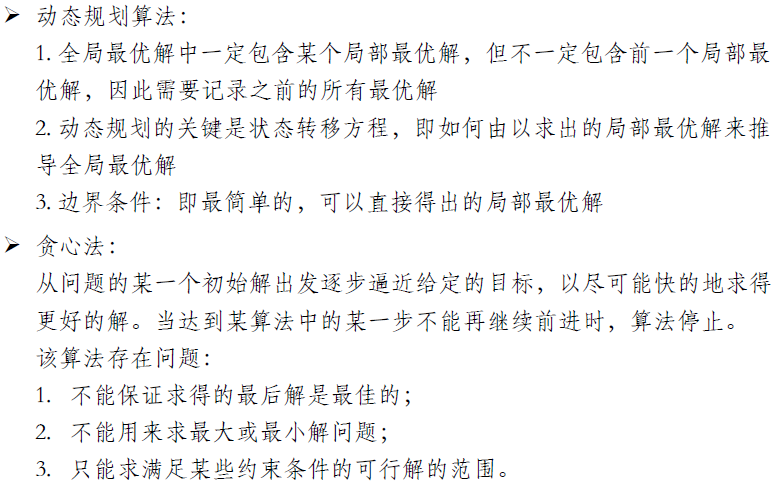 ➢ 动态规划算法：
1. 全局最优解中一定包含某个局部最优解，但不一定包含前一个局部最
优解，因此需要记录之前的所有最优解
2. 动态规划的关键是状态转移方程，即如何由以求出的局部最优解来推
导全局最优解
3. 边界条件：即最简单的，可以直接得出的局部最优解
➢ 贪心法：
从问题的某一个初始解出发逐步逼近给定的目标，以尽可能快的地求得
更好的解。当达到某算法中的某一步不能再继续前进时，算法停止。
该算法存在问题：
1. 不能保证求得的最后解是最佳的；
2. 不能用来求最大或最小解问题；
3. 只能求满足某些约束条件的可行解的范围。